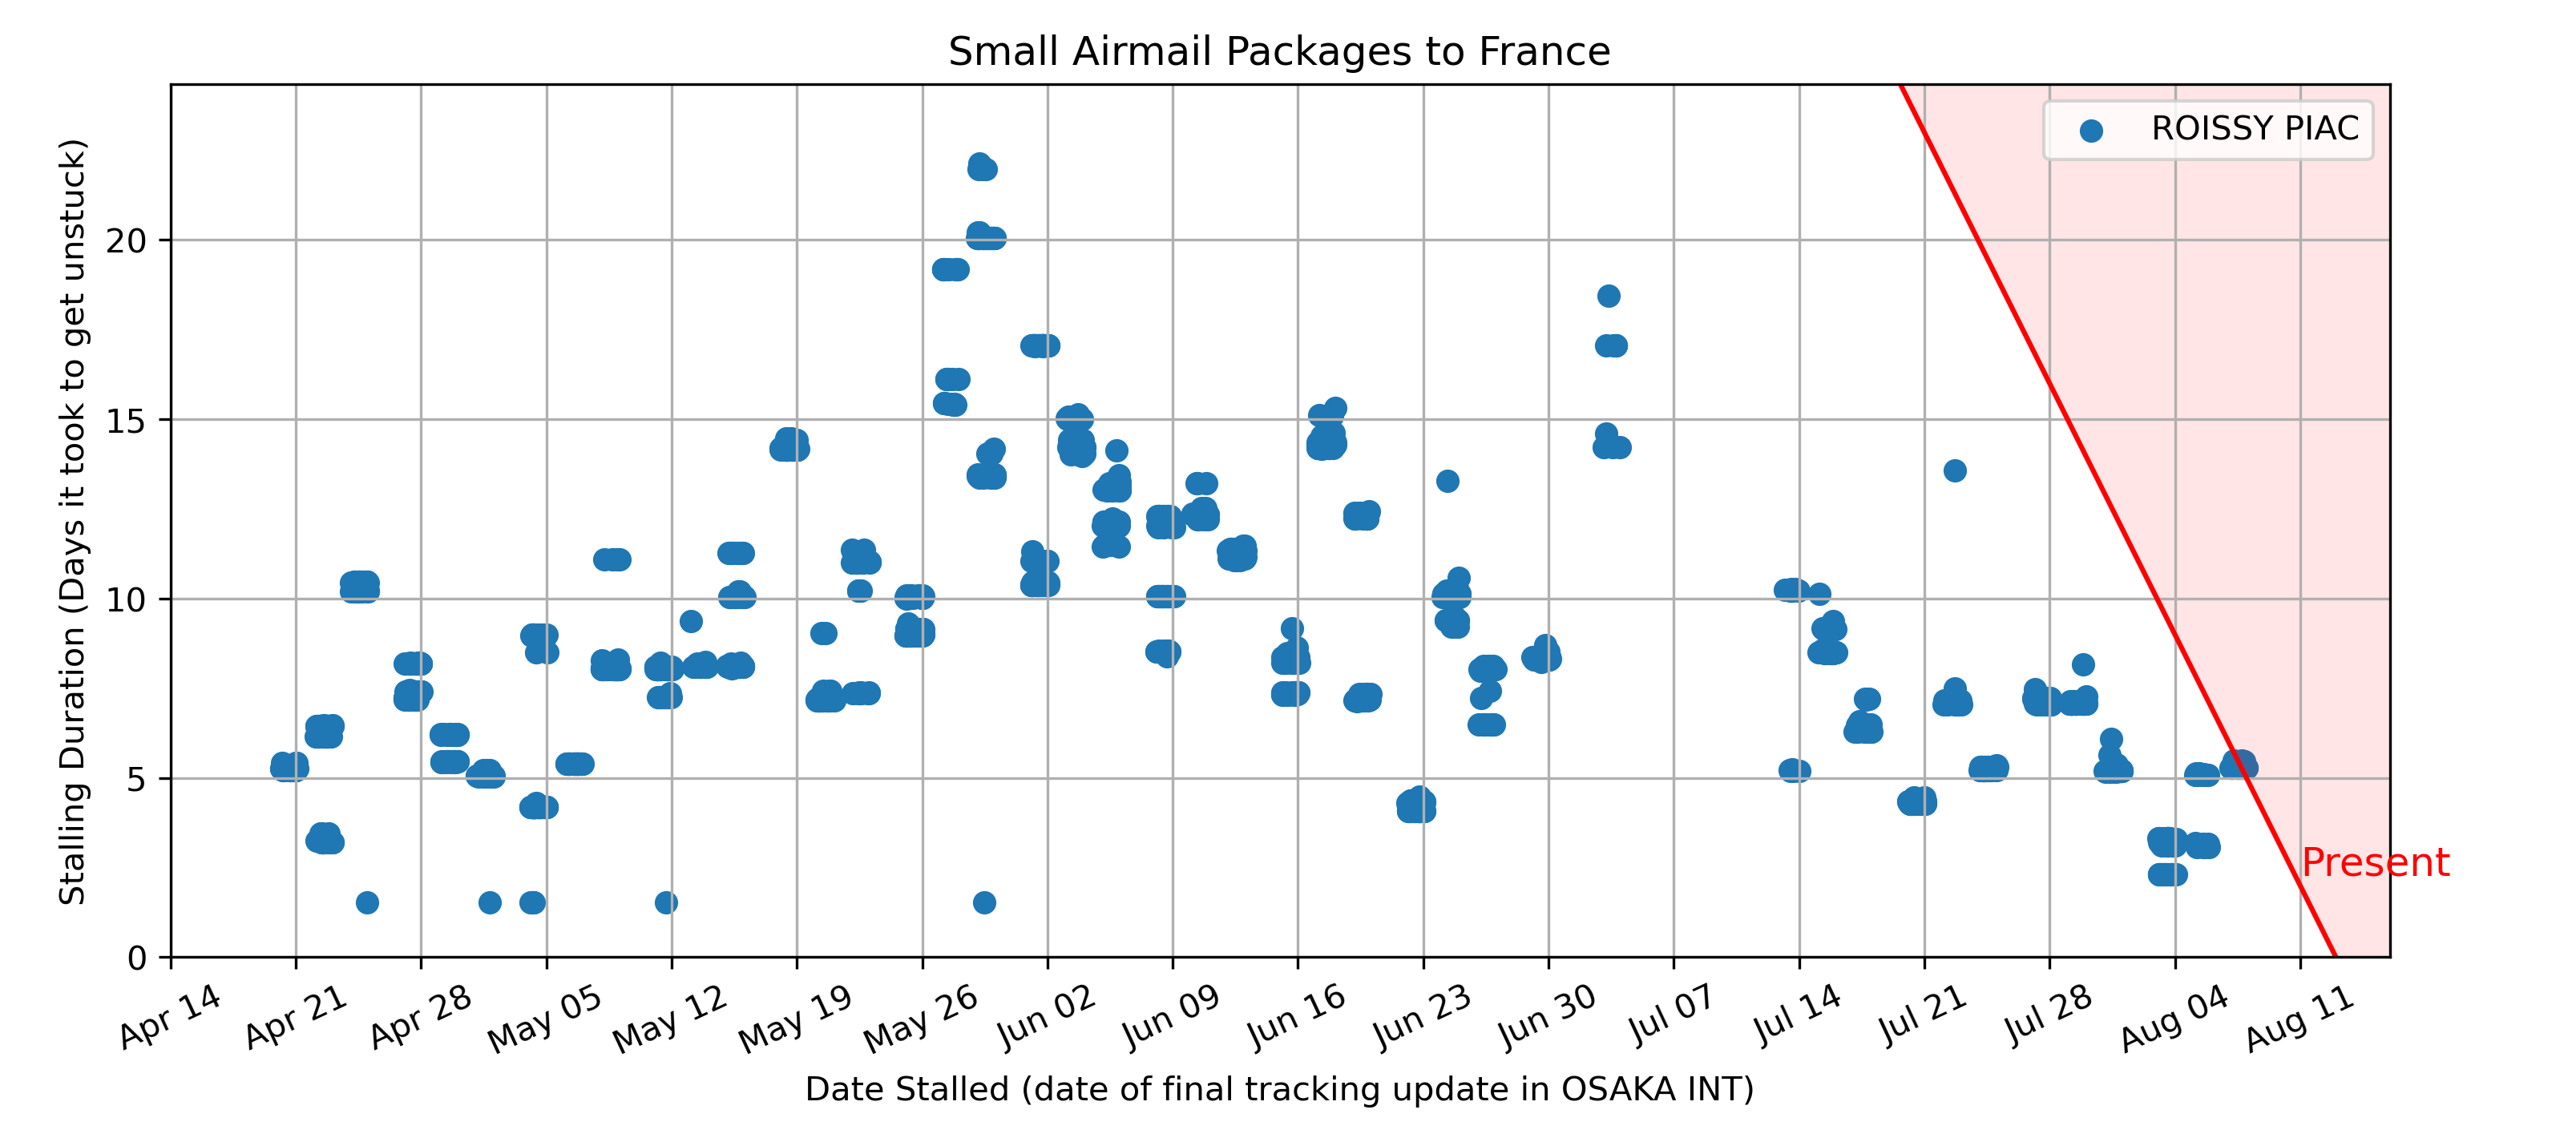 Small Airmail Packages to France
ROISSY PIAC
Stalling Duration (Days it took to get unstuck)
20
15
10
5
0
Present
Apr 14
Apr 21
Apr 28
May 05
May 12
May 19
May 26
Jun 02
Jun 09
Jun 16
Jun 23
Jun 30
Jul 07
Jul 14
Jul 21
Jul 28
Aug 04
Aug 11
Date Stalled (date of final tracking update in OSAKA INT)